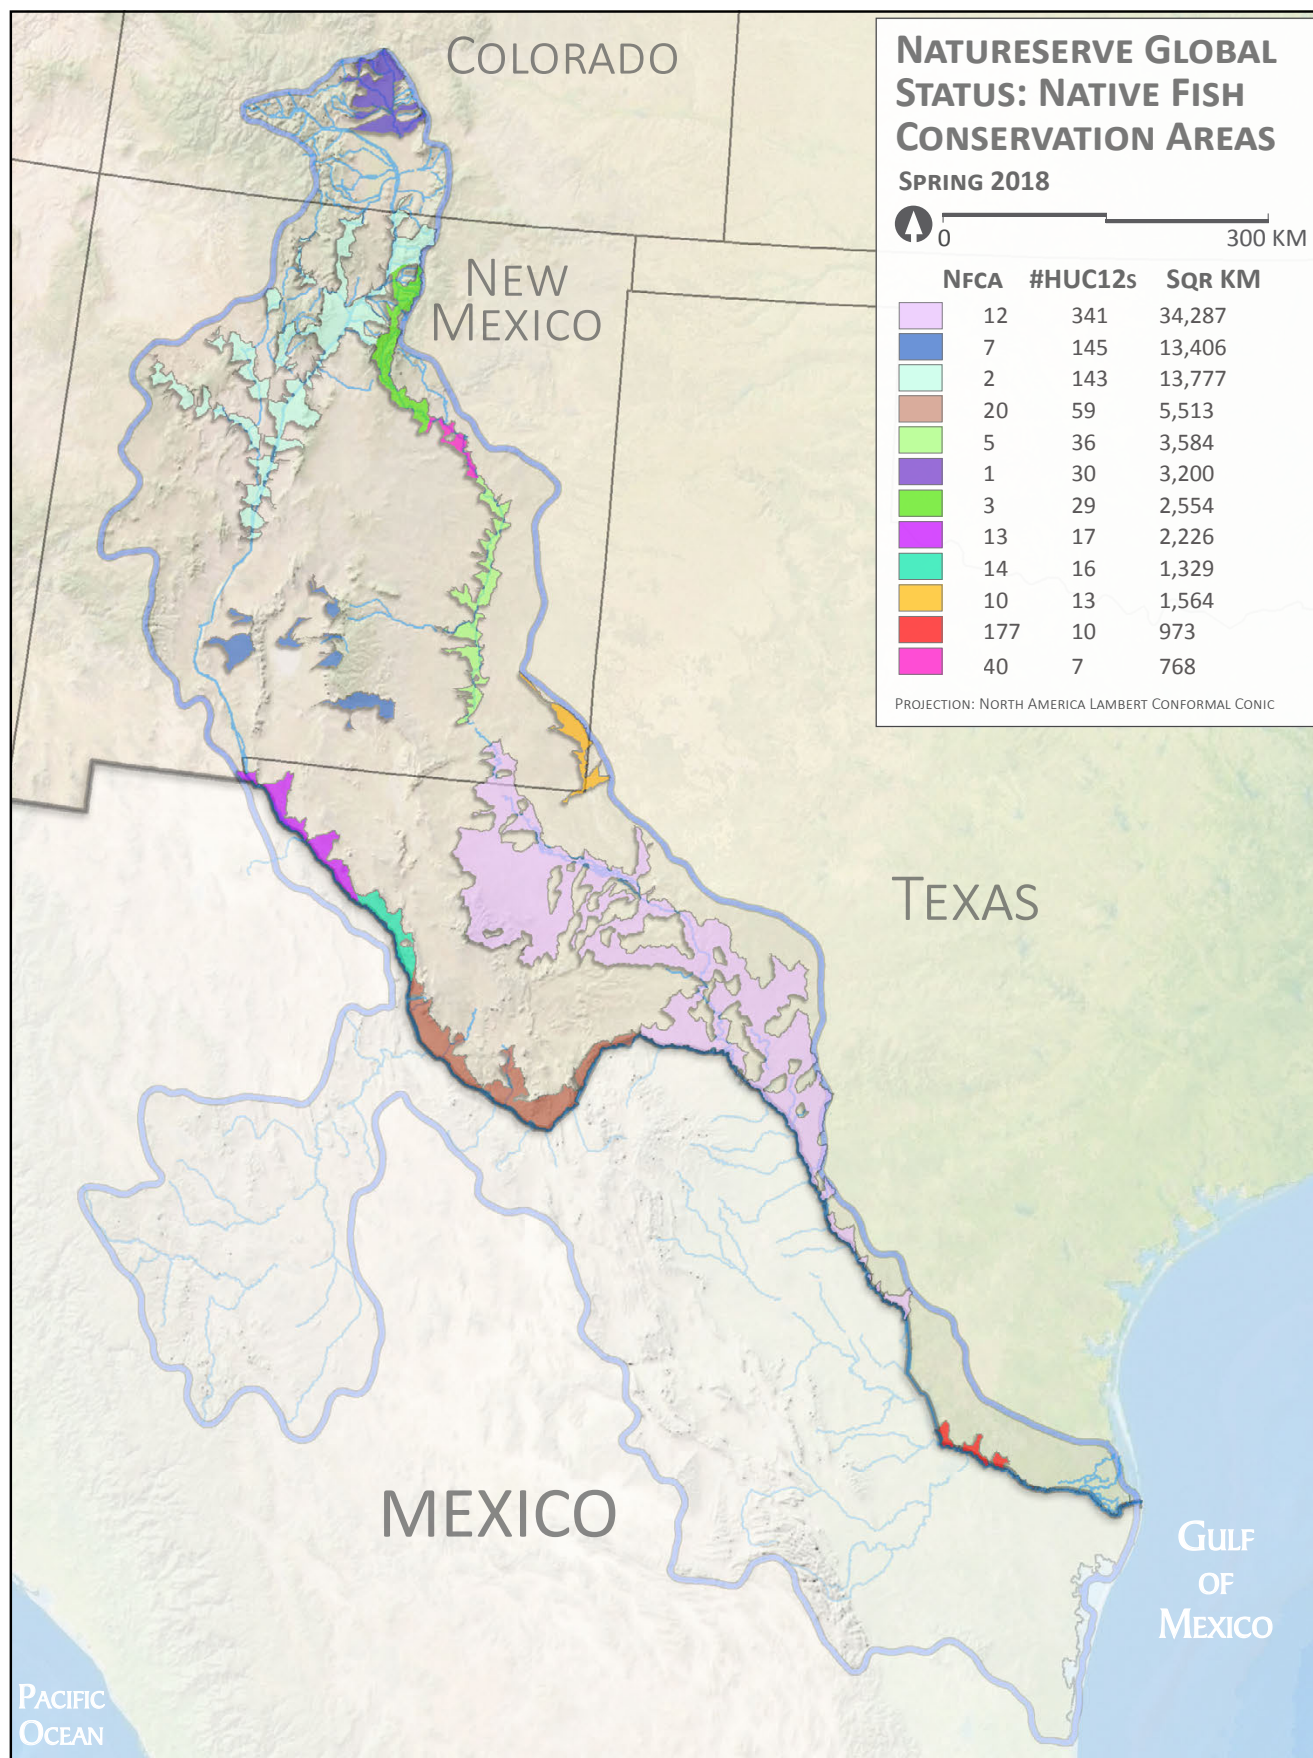 COLORADO
NEW
MEXICO
TEXAS
MEXICO
GULF
OF
MEXICO
PACIFIC
OCEAN
NATURESERVE GLOBAL
STATUS: NATIVE FISH
CONSERVATION AREAS
SPRING 2018
0 300 KM
NFCA #HUC12S SQR KM
12 341 34,287
7 145 13,406
2 143 13,777
20 59 5,513
5 36 3,584
1 30 3,200
3 29 2,554
13 17 2,226
14 16 1,329
10 13 1,564
177 10 973
40 7 768
PROJECTION: NORTH AMERICA LAMBERT CONFORMAL CONIC